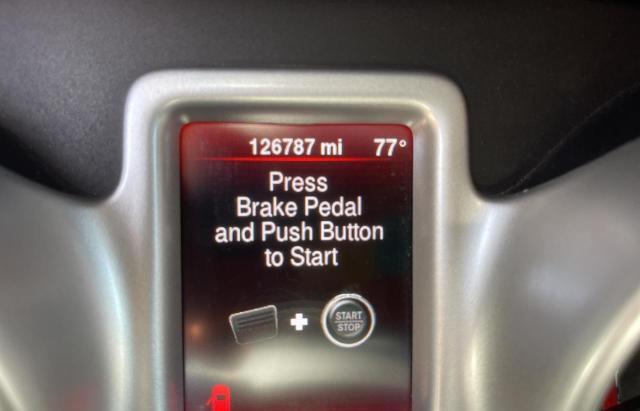 126787 mi 77°
Press
Brake Pedal
and Push Button
to Start
START
STOP